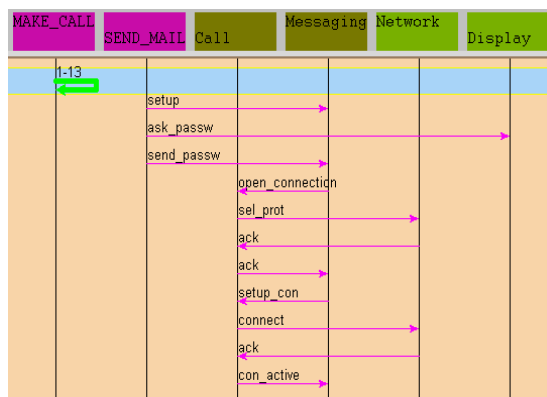 MAKE_CALL
SEND_MAIL
Call
Messaging
Network
Display
1-13
setup
ask_passw
send_passw
open_connection
sel_prot
ack
ack
setup_con
connect
ack
con_active